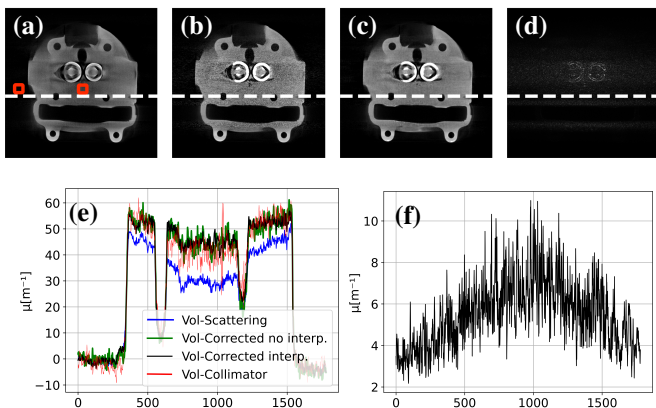 (a) (b) (c) (d)
(e)
μ[m⁻¹]
60
50
40
30
20
10
0
−10
0 500 1000 1500
Vol-Scattering
Vol-Corrected no interp.
Vol-Corrected interp.
Vol-Collimator
(f)
μ[m⁻¹]
10
8
6
4
2
0 500 1000 1500